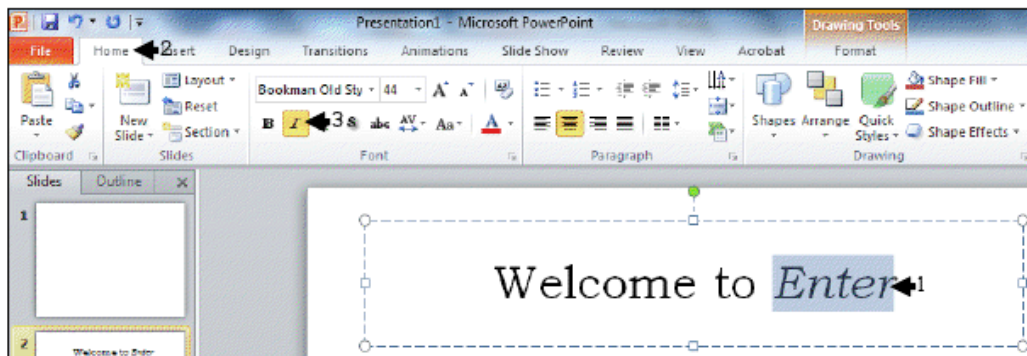 Presentation1 - Microsoft PowerPoint
Drawing Tools
File Home 2 Insert Design Transitions Animations Slide Show Review View Acrobat Format
Paste
New Slide
Layout
Reset
Section
Bookman Old Sty 44
B I 3 S abc AV Aa A
Shapes Arrange Quick Styles
Shape Fill
Shape Outline
Shape Effects
Clipboard Slides Font Paragraph Drawing
Slides Outline
1
Welcome to Enter 1
2
Welcome to Enter